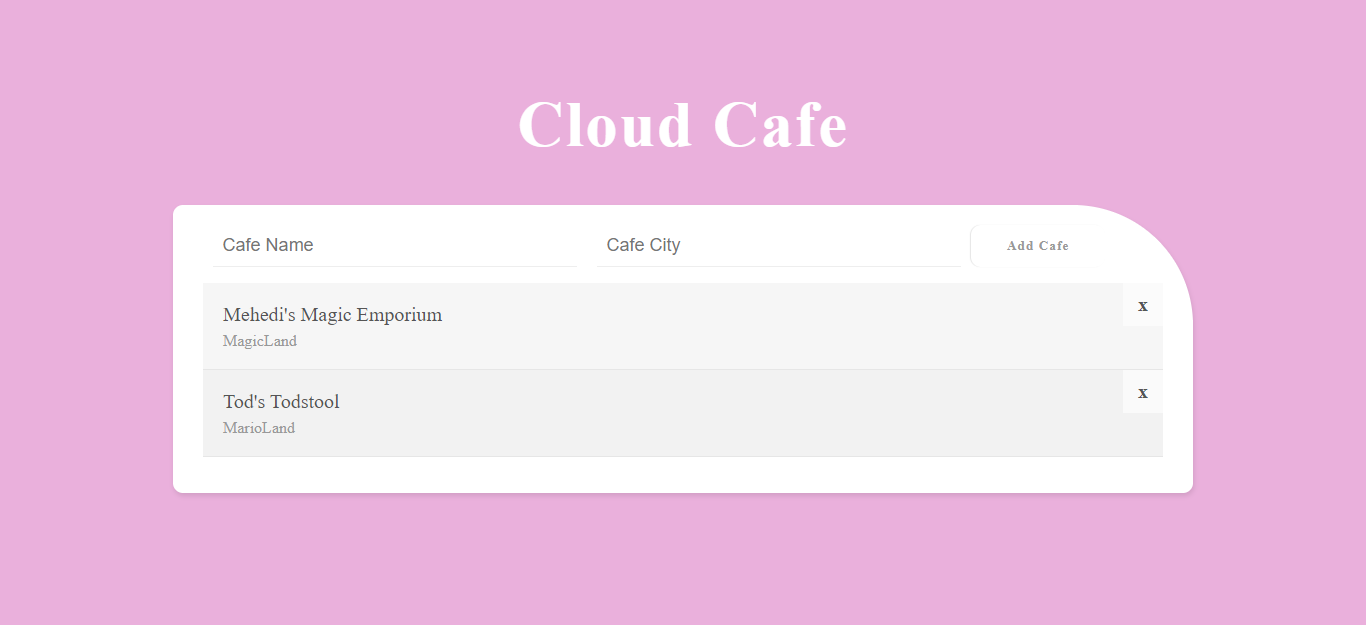 Cloud Cafe
Cafe Name
Cafe City
Add Cafe
Mehedi's Magic Emporium
x
MagicLand
Tod's Todstool
x
MarioLand